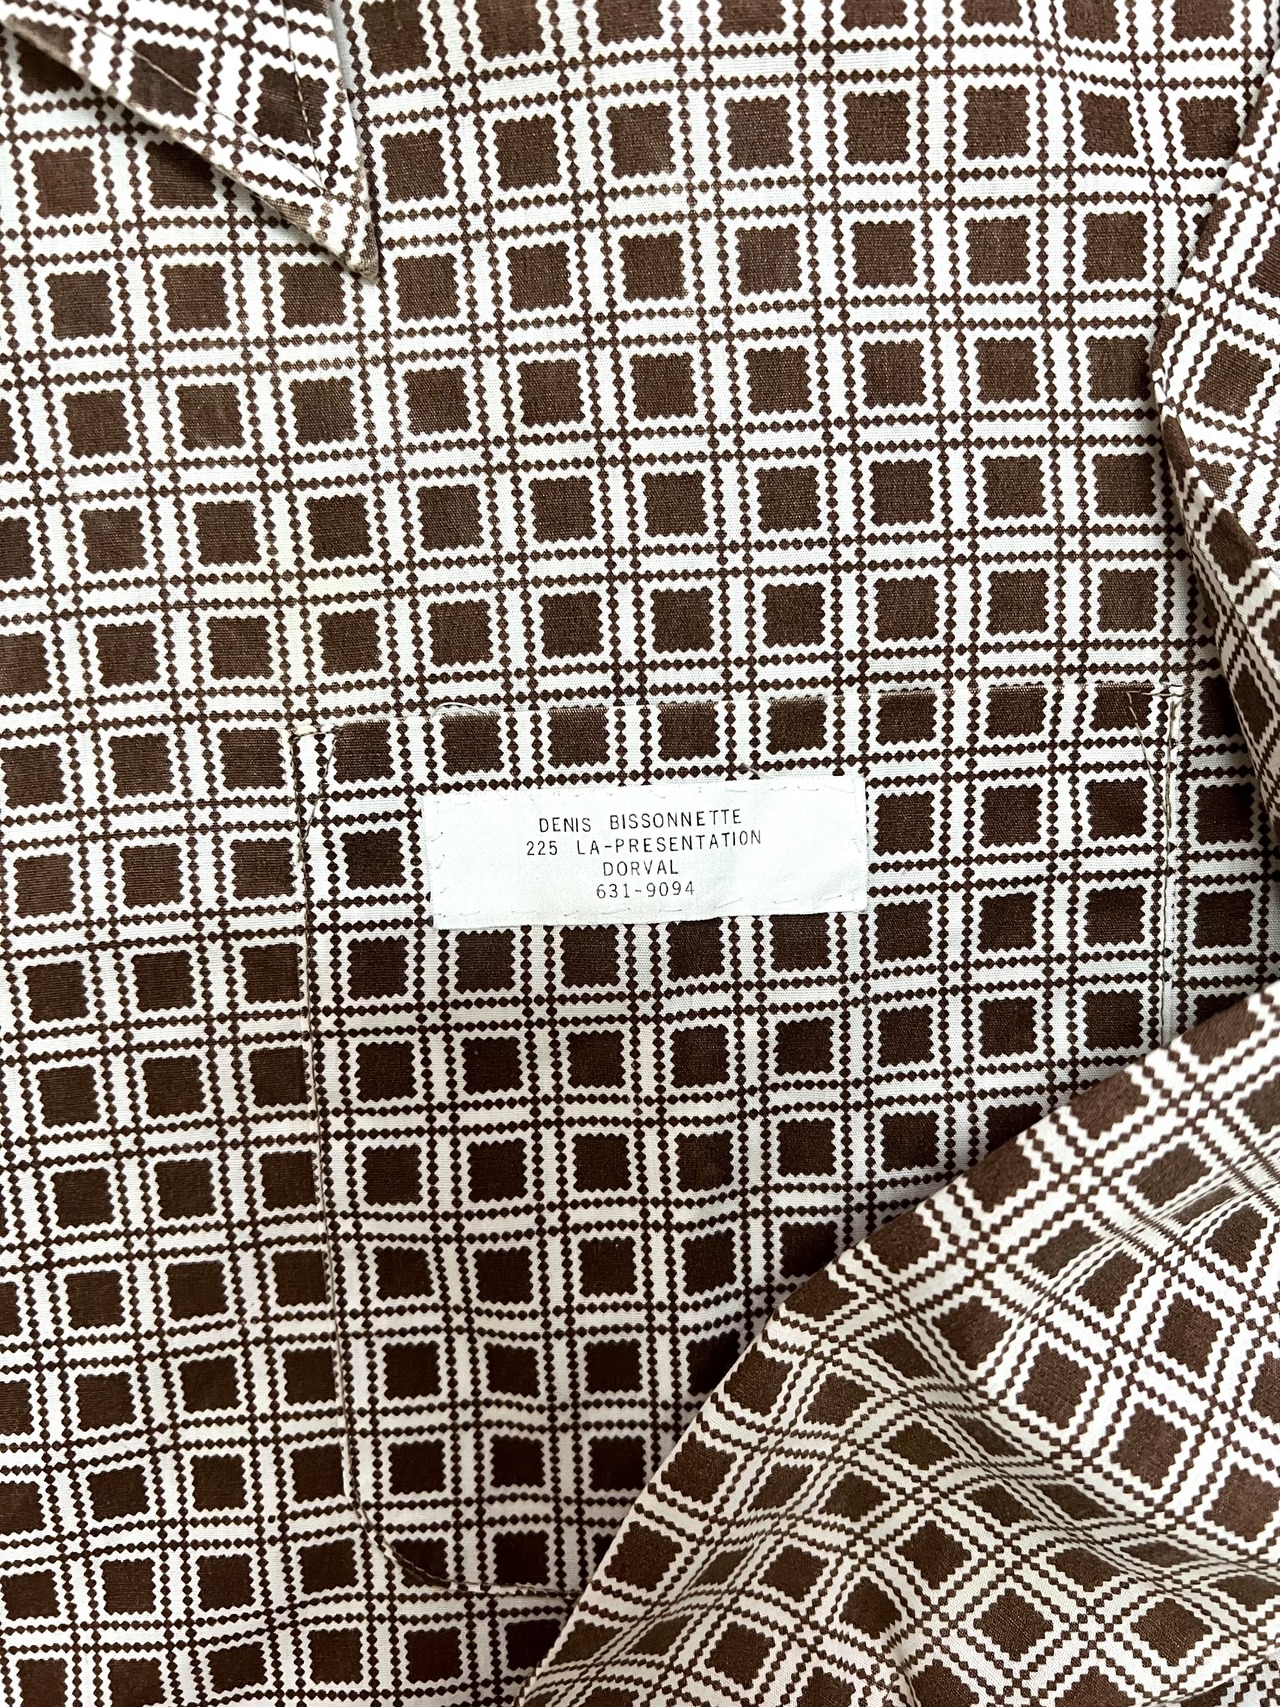 DENIS BISSONNETTE
225 LA-PRESENTATION
DORVAL
631-9094